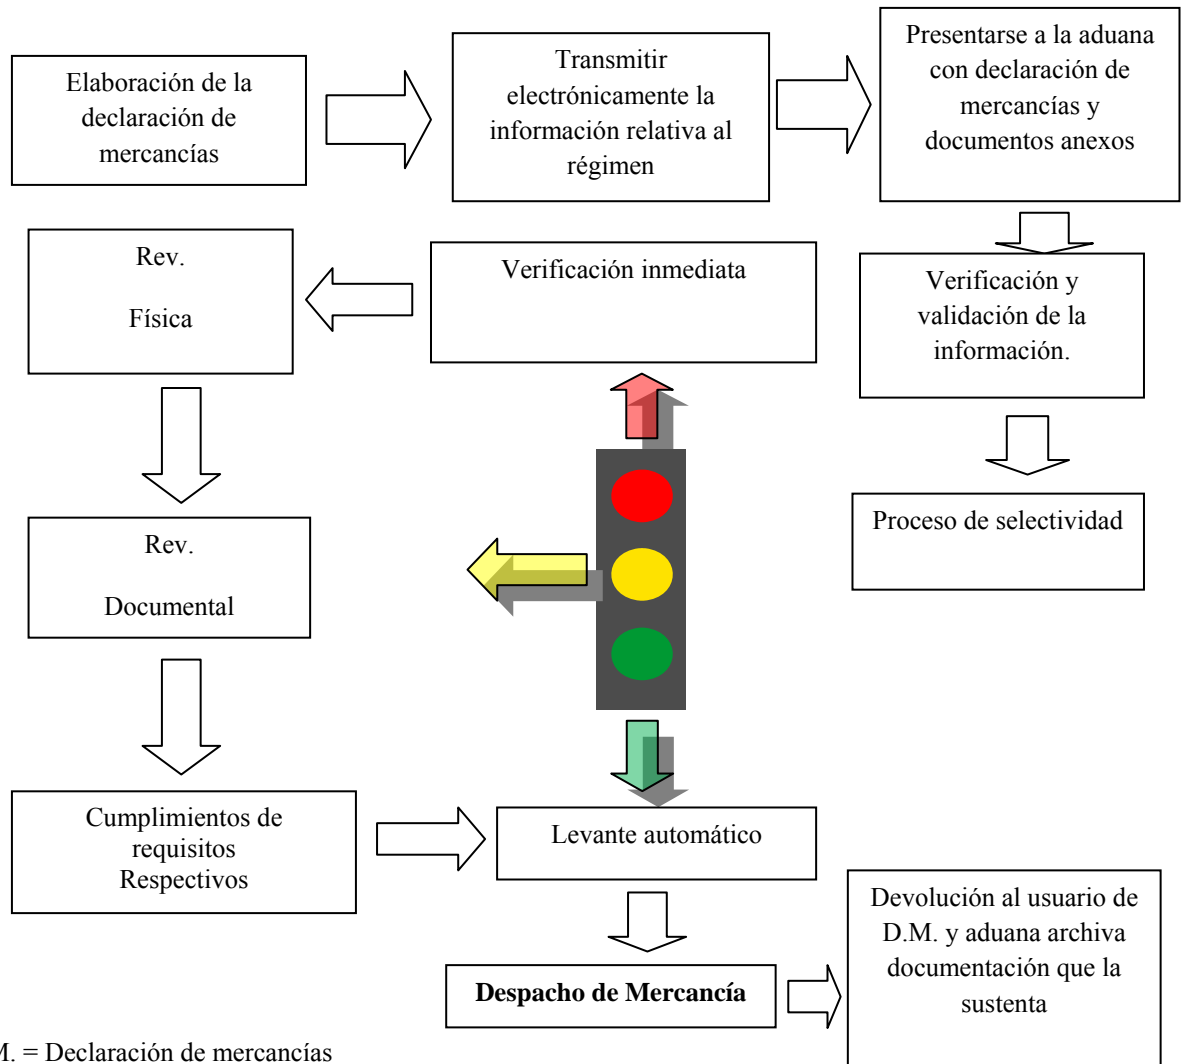 Elaboración de la
declaración de
mercancías
Transmitir
electrónicamente la
información relativa al
régimen
Presentarse a la aduana
con declaración de
mercancías y
documentos anexos
Verificación y
validación de la
información.
Proceso de selectividad
Verificación inmediata
Rev.
Física
Rev.
Documental
Cumplimientos de
requisitos
Respectivos
Levante automático
Despacho de Mercancía
Devolución al usuario de
D.M. y aduana archiva
documentación que la
sustenta
M. = Declaración de mercancías